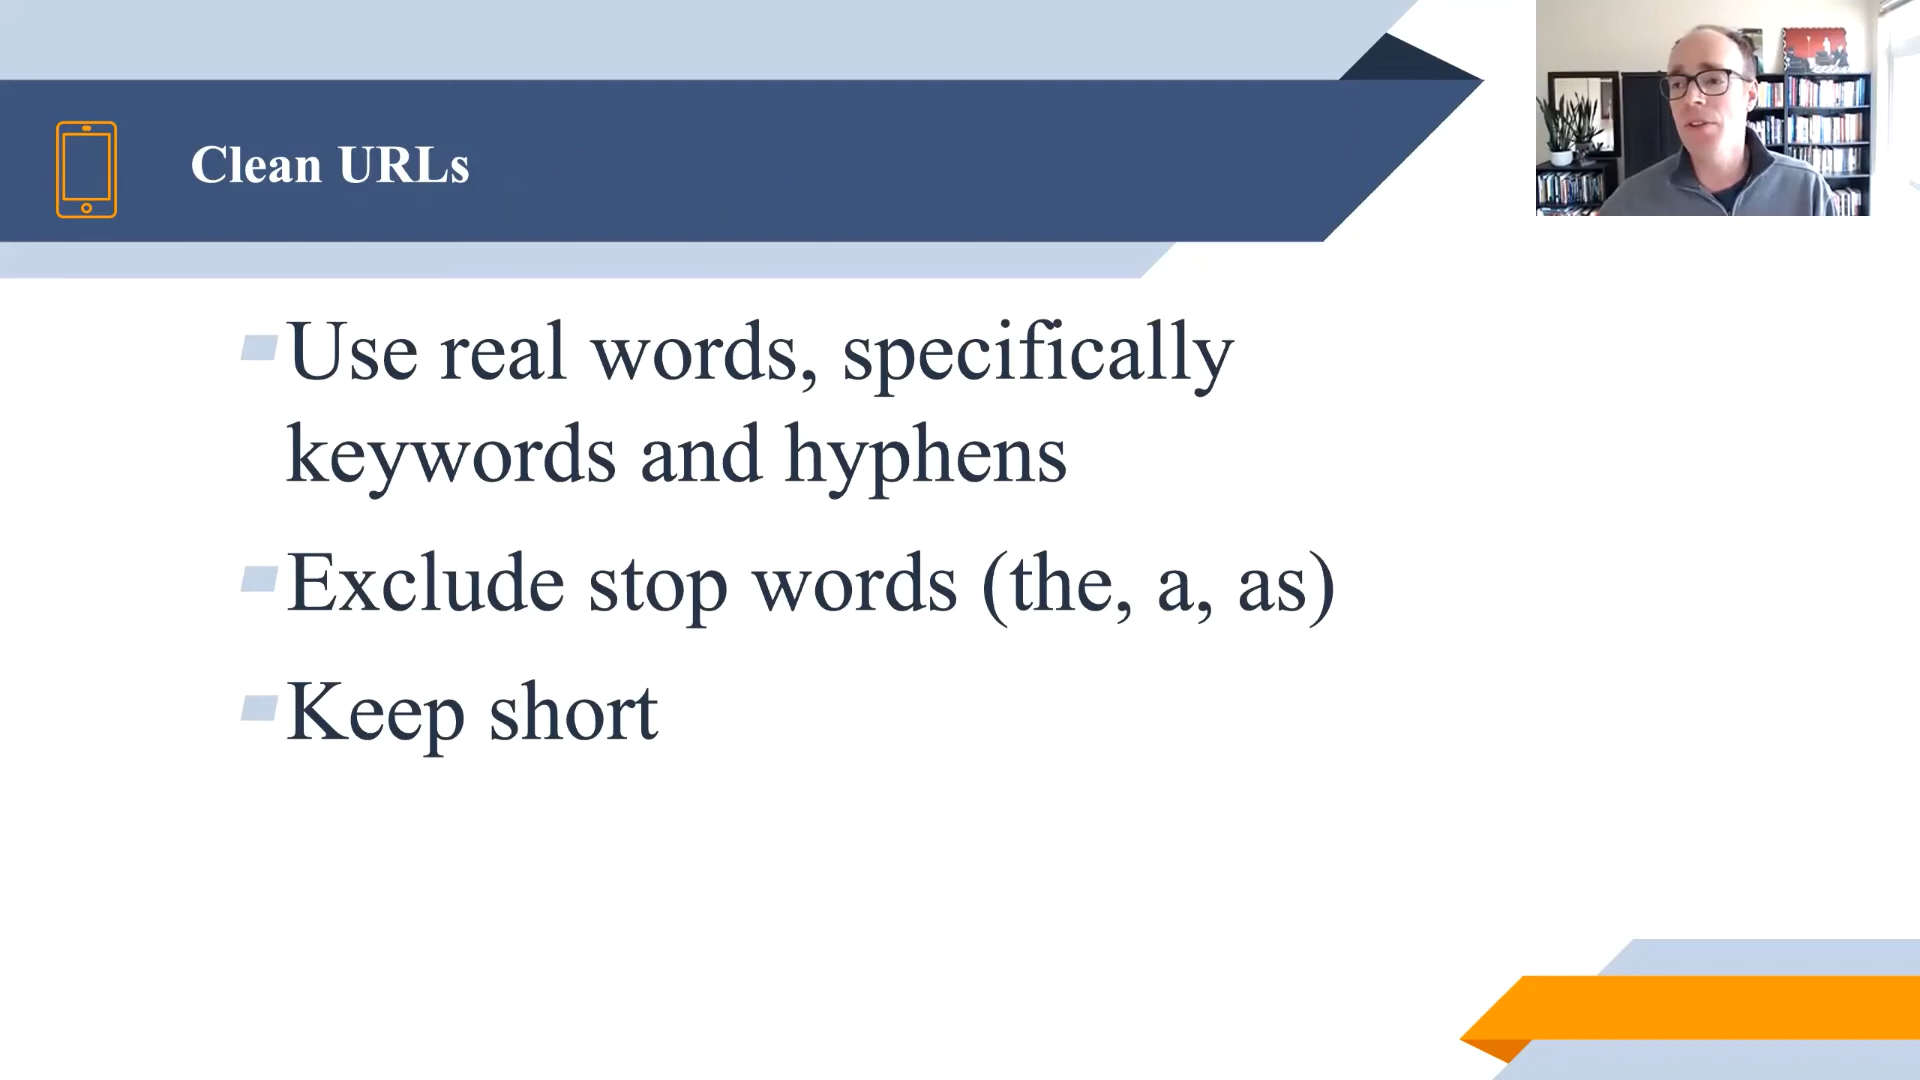 Clean URLs
Use real words, specifically
keywords and hyphens
Exclude stop words (the, a, as)
Keep short